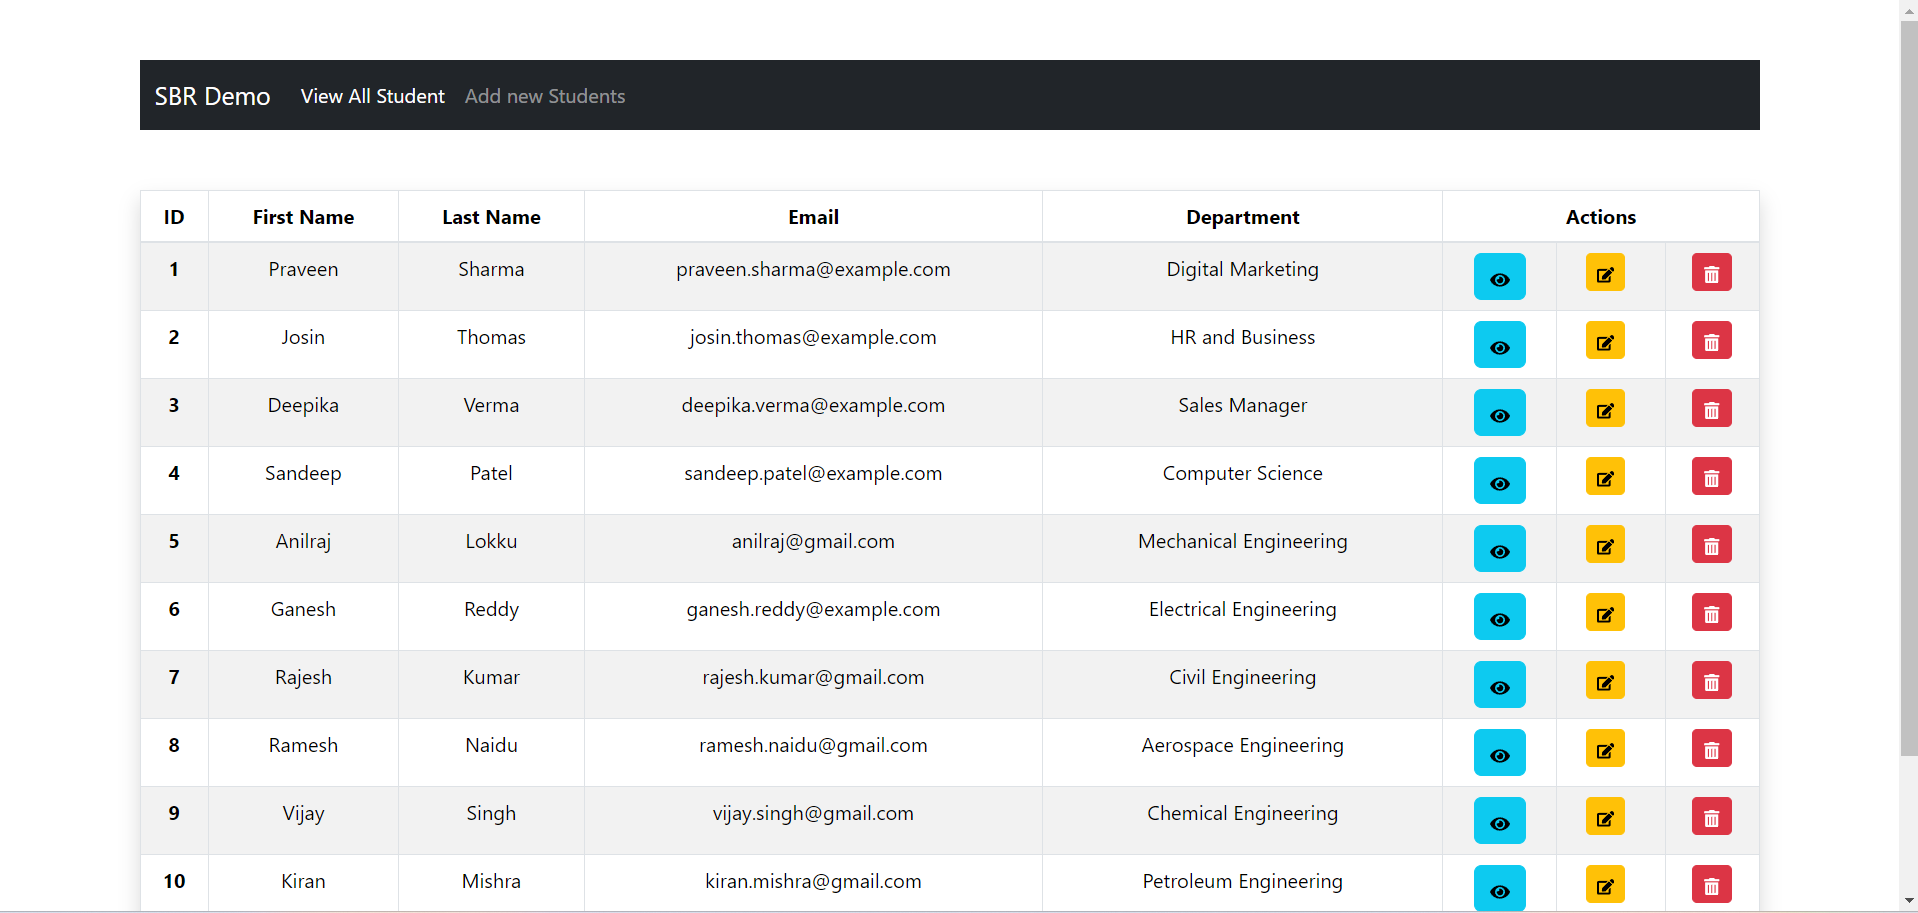 SBR Demo View All Student Add new Students
ID First Name Last Name Email Department Actions
1 Praveen Sharma praveen.sharma@example.com Digital Marketing
2 Josin Thomas josin.thomas@example.com HR and Business
3 Deepika Verma deepika.verma@example.com Sales Manager
4 Sandeep Patel sandeep.patel@example.com Computer Science
5 Anilraj Lokku anilraj@gmail.com Mechanical Engineering
6 Ganesh Reddy ganesh.reddy@example.com Electrical Engineering
7 Rajesh Kumar rajesh.kumar@gmail.com Civil Engineering
8 Ramesh Naidu ramesh.naidu@gmail.com Aerospace Engineering
9 Vijay Singh vijay.singh@gmail.com Chemical Engineering
10 Kiran Mishra kiran.mishra@gmail.com Petroleum Engineering